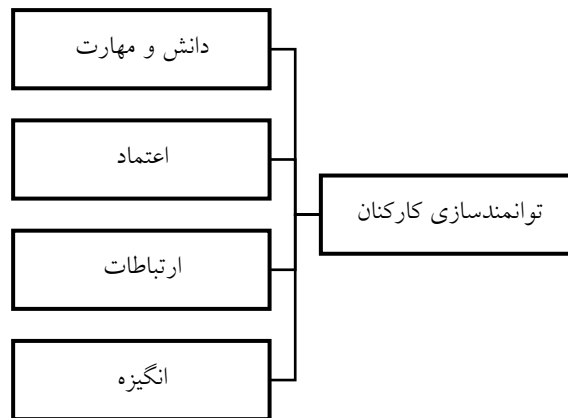 توانمندسازی کارکنان
دانش و مهارت
اعتماد
ارتباطات
انگیزه